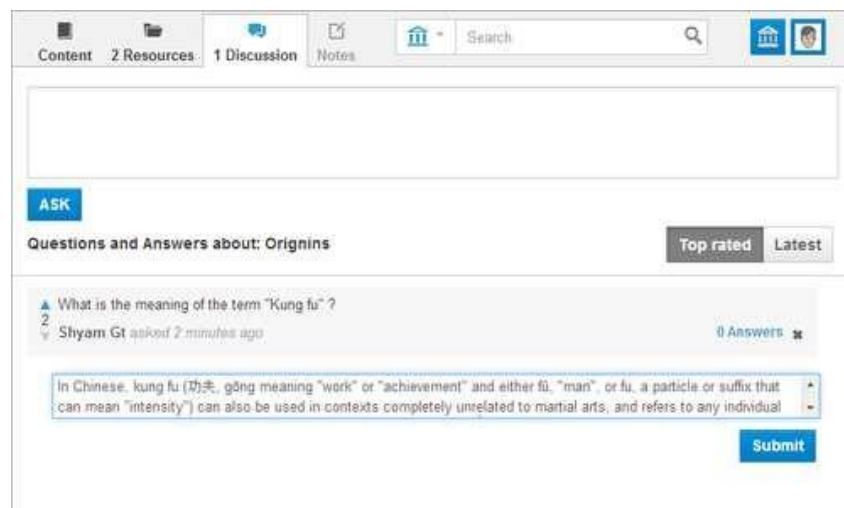 Content 2 Resources 1 Discussion Notes Search
ASK
Questions and Answers about: Orignins Top rated Latest
What is the meaning of the term "Kung fu" ?
2
Shyam Gt asked 2 minutes ago 0 Answers
In Chinese, kung fu (功夫, gōng meaning "work" or "achievement" and either fū, "man", or fu, a particle or suffix that
can mean "intensity") can also be used in contexts completely unrelated to martial arts, and refers to any individual
Submit